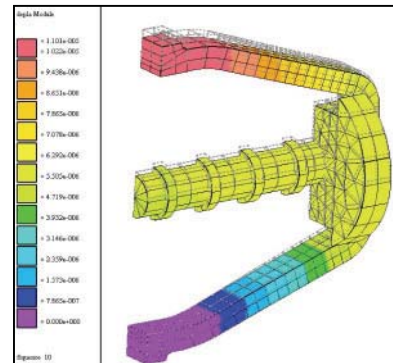 depla Module
< 1.101e-005
< 1.022e-005
< 9.438e-006
< 8.651e-006
< 7.865e-006
< 7.078e-006
< 6.292e-006
< 5.505e-006
< 4.719e-006
< 3.932e-006
< 3.146e-006
< 2.359e-006
< 1.573e-006
< 7.865e-007
< 0.000e+000
10